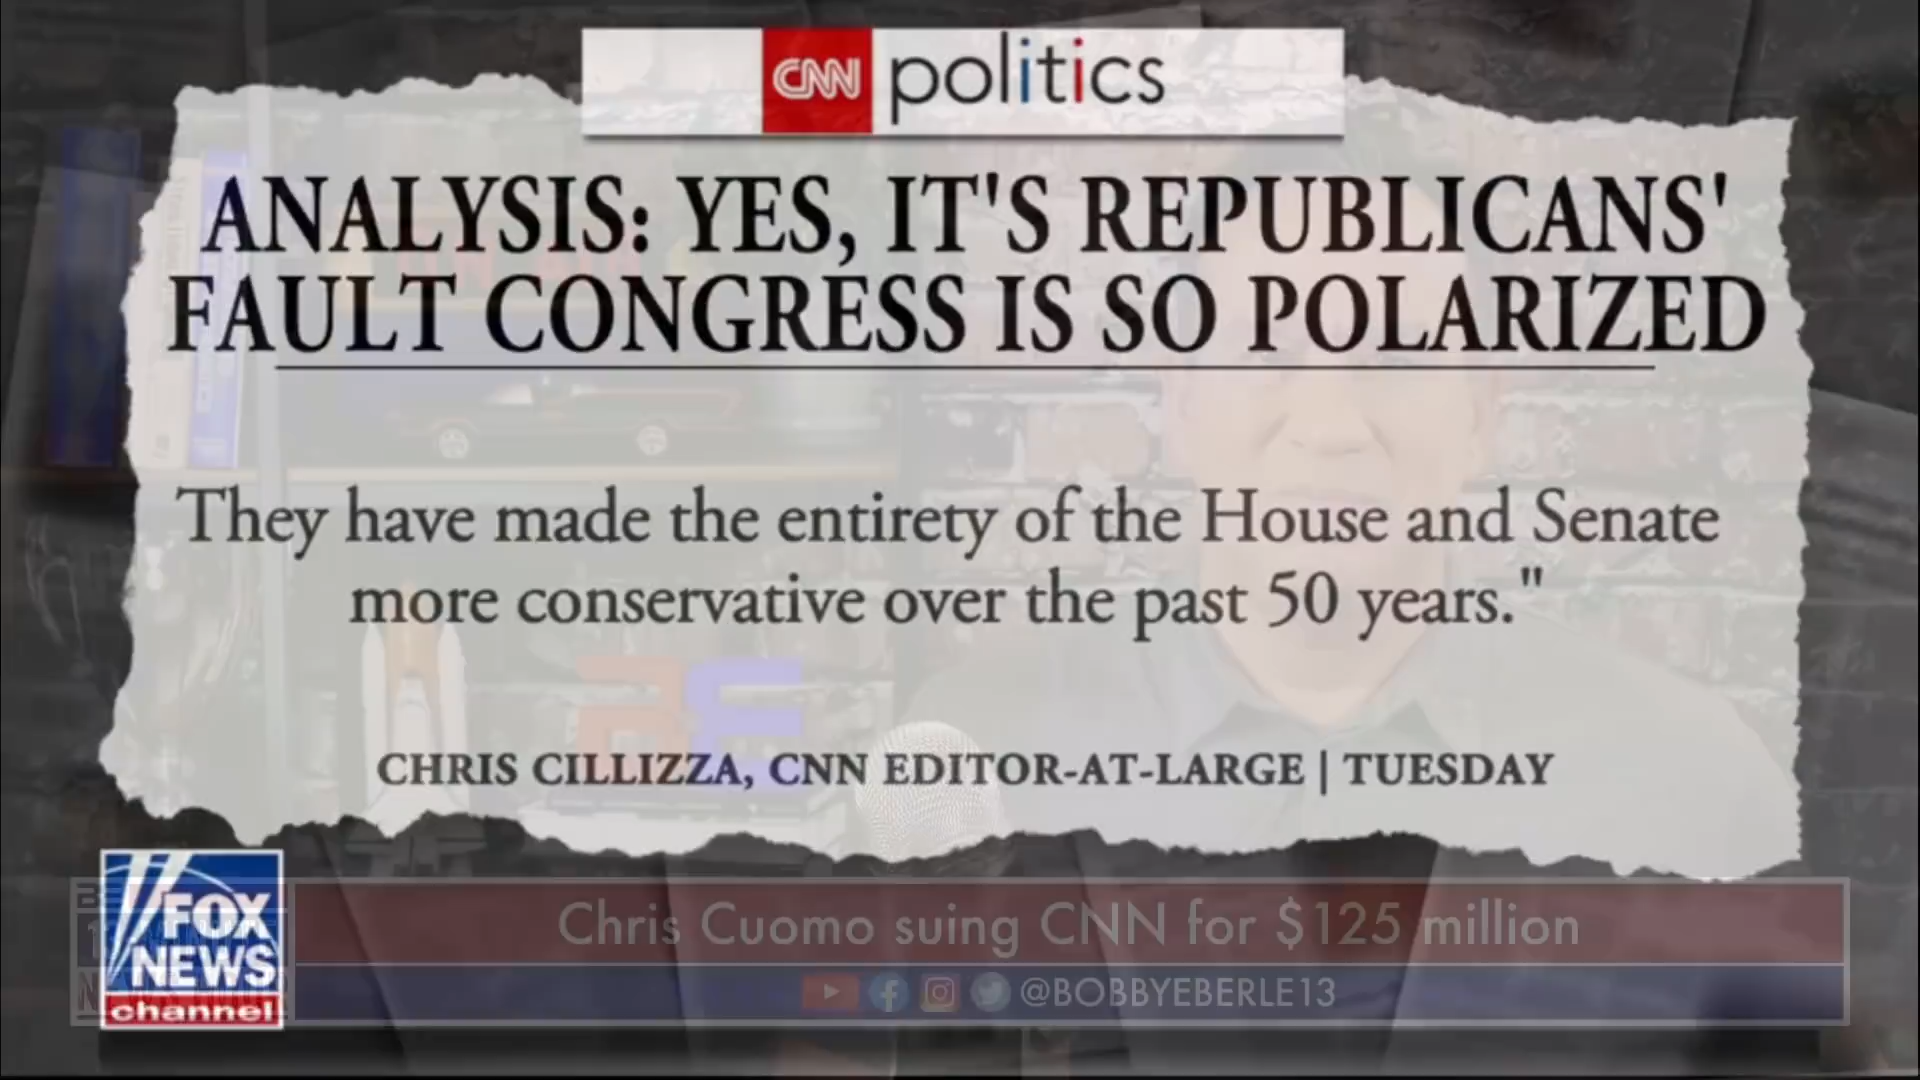 CNN politics
ANALYSIS: YES, IT'S REPUBLICANS'
FAULT CONGRESS IS SO POLARIZED
They have made the entirety of the House and Senate
more conservative over the past 50 years."
CHRIS CILLIZZA, CNN EDITOR-AT-LARGE | TUESDAY
FOX
NEWS
channel
Chris Cuomo suing CNN for $125 million
@BOBBYEBERLE13